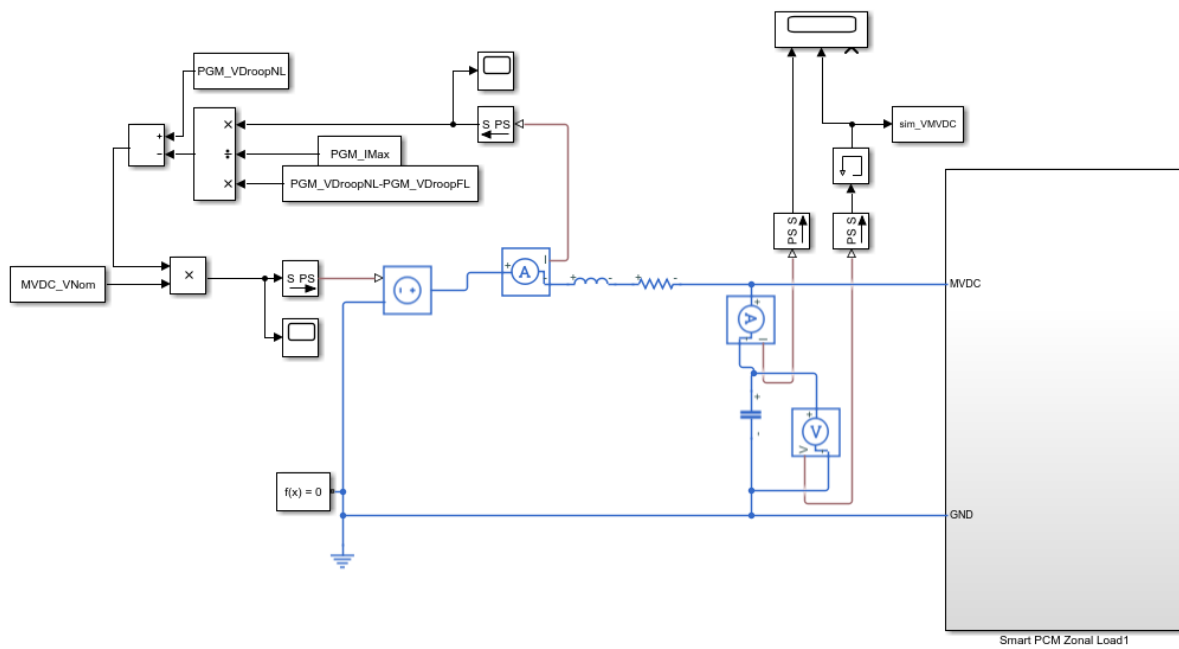 PGM_VDroopNL
+
−
×
÷
×
S PS
PGM_IMax
PGM_VDroopNL-PGM_VDroopFL
sim_VMVDC
PS S
PS S
MVDC_VNom
×
S PS
- +
+
A
I
-
+
-
+
-
MVDC
+
A
I
-
+
-
+
V
V
-
f(x) = 0
GND
Smart PCM Zonal Load1